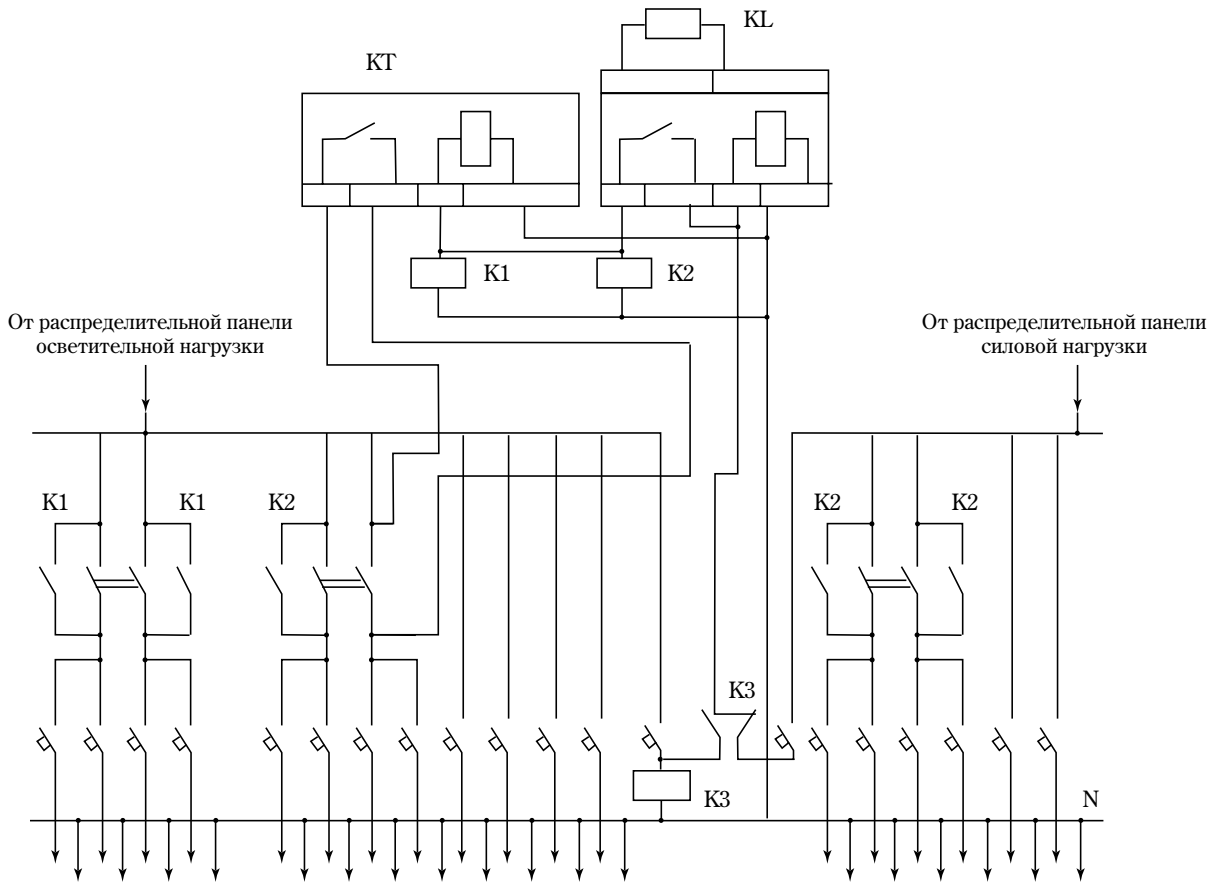 KL
KT
K1
K2
От распределительной панели
осветительной нагрузки
От распределительной панели
силовой нагрузки
K1
K1
K2
K2
K2
K3
K3
N